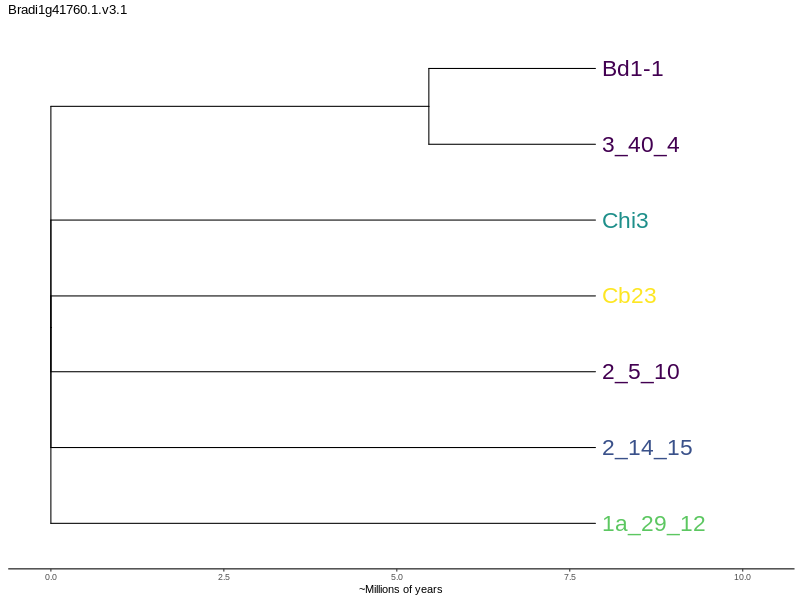 Bradi1g41760.1.v3.1
Bd1-1
3_40_4
Chi3
Cb23
2_5_10
2_14_15
1a_29_12
0.0 2.5 5.0 7.5 10.0
~Millions of years